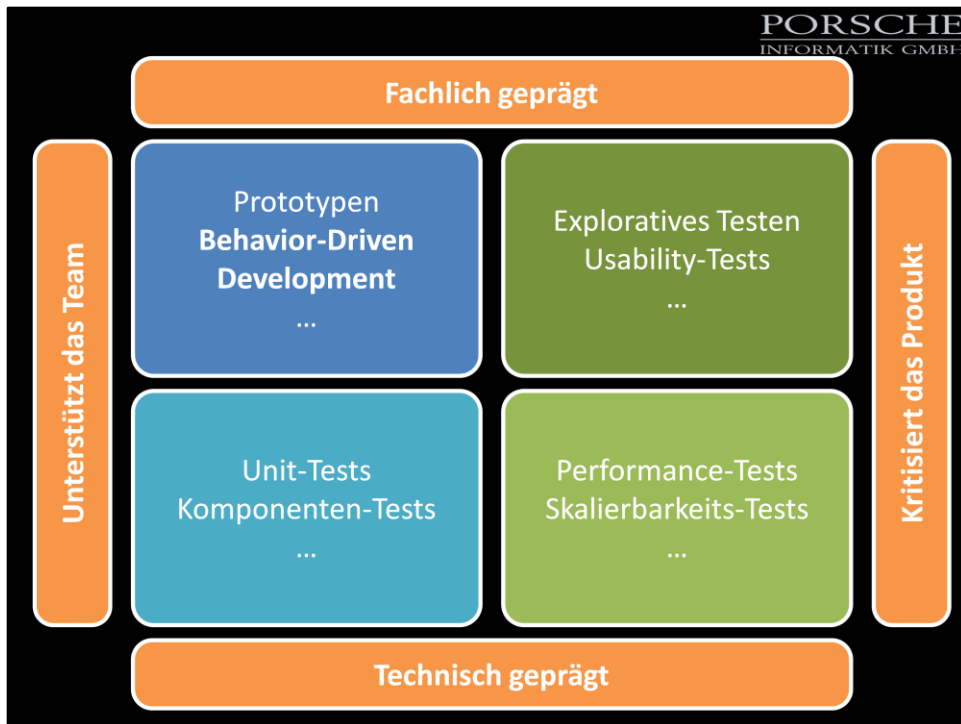 PORSCHE
INFORMATIK GMBH
Fachlich geprägt
Unterstützt das Team
Prototypen
Behavior-Driven
Development
...
Exploratives Testen
Usability-Tests
...
Kritisiert das Produkt
Unit-Tests
Komponenten-Tests
...
Performance-Tests
Skalierbarkeits-Tests
...
Technisch geprägt